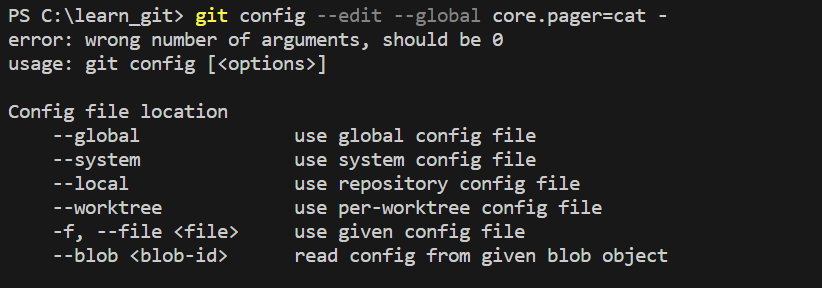 PS C:\learn_git> git config --edit --global core.pager=cat -
error: wrong number of arguments, should be 0
usage: git config [<options>]

Config file location
    --global              use global config file
    --system              use system config file
    --local               use repository config file
    --worktree            use per-worktree config file
    -f, --file <file>     use given config file
    --blob <blob-id>      read config from given blob object